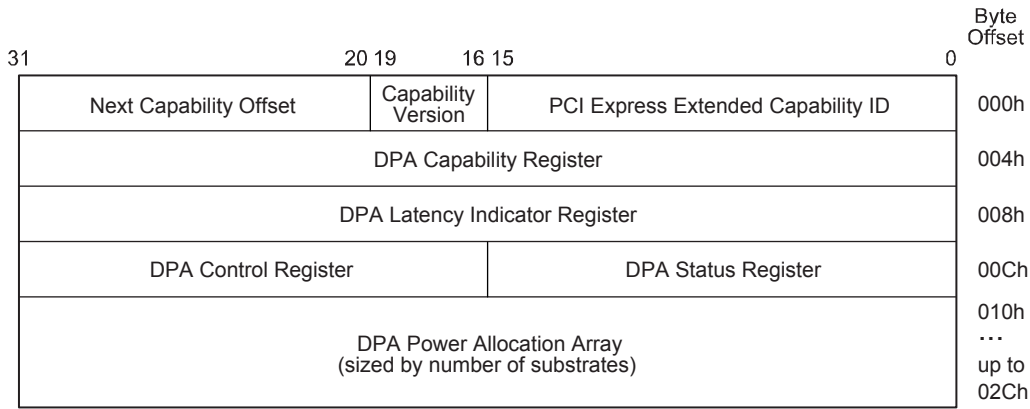 Byte
Offset
31 20 19 16 15 0
Next Capability Offset
Capability
Version
PCI Express Extended Capability ID
000h
DPA Capability Register
004h
DPA Latency Indicator Register
008h
DPA Control Register
DPA Status Register
00Ch
DPA Power Allocation Array
(sized by number of substrates)
010h
...
up to
02Ch